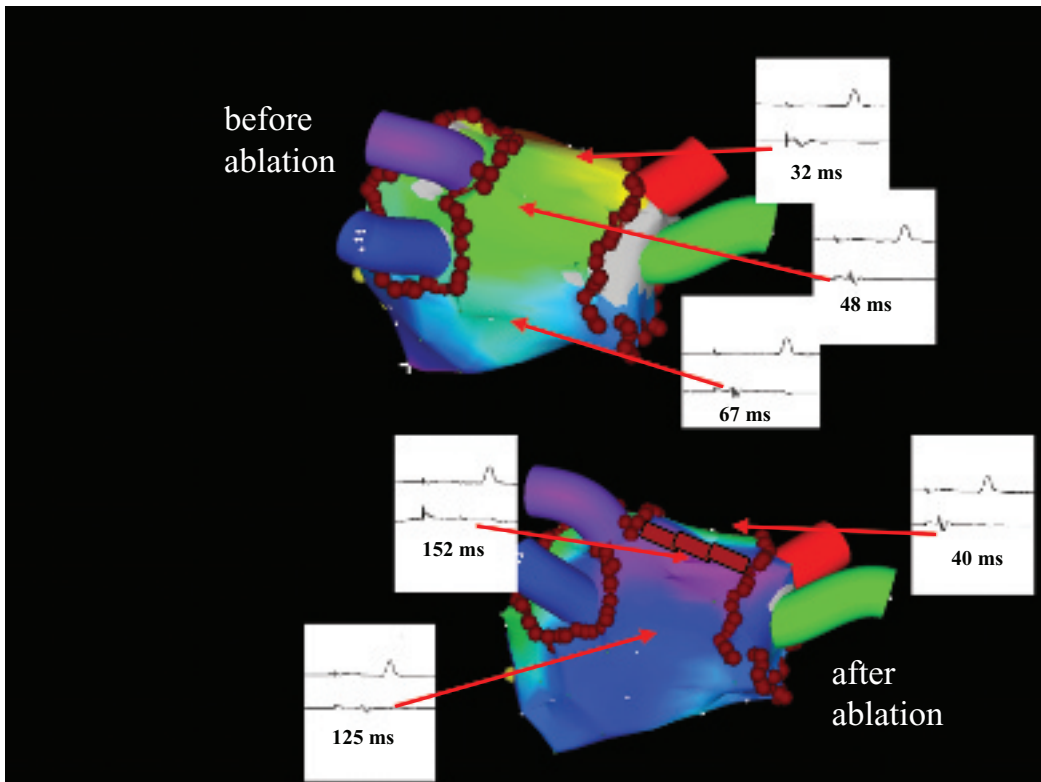 before
ablation
32 ms
48 ms
67 ms
152 ms
40 ms
125 ms
after
ablation